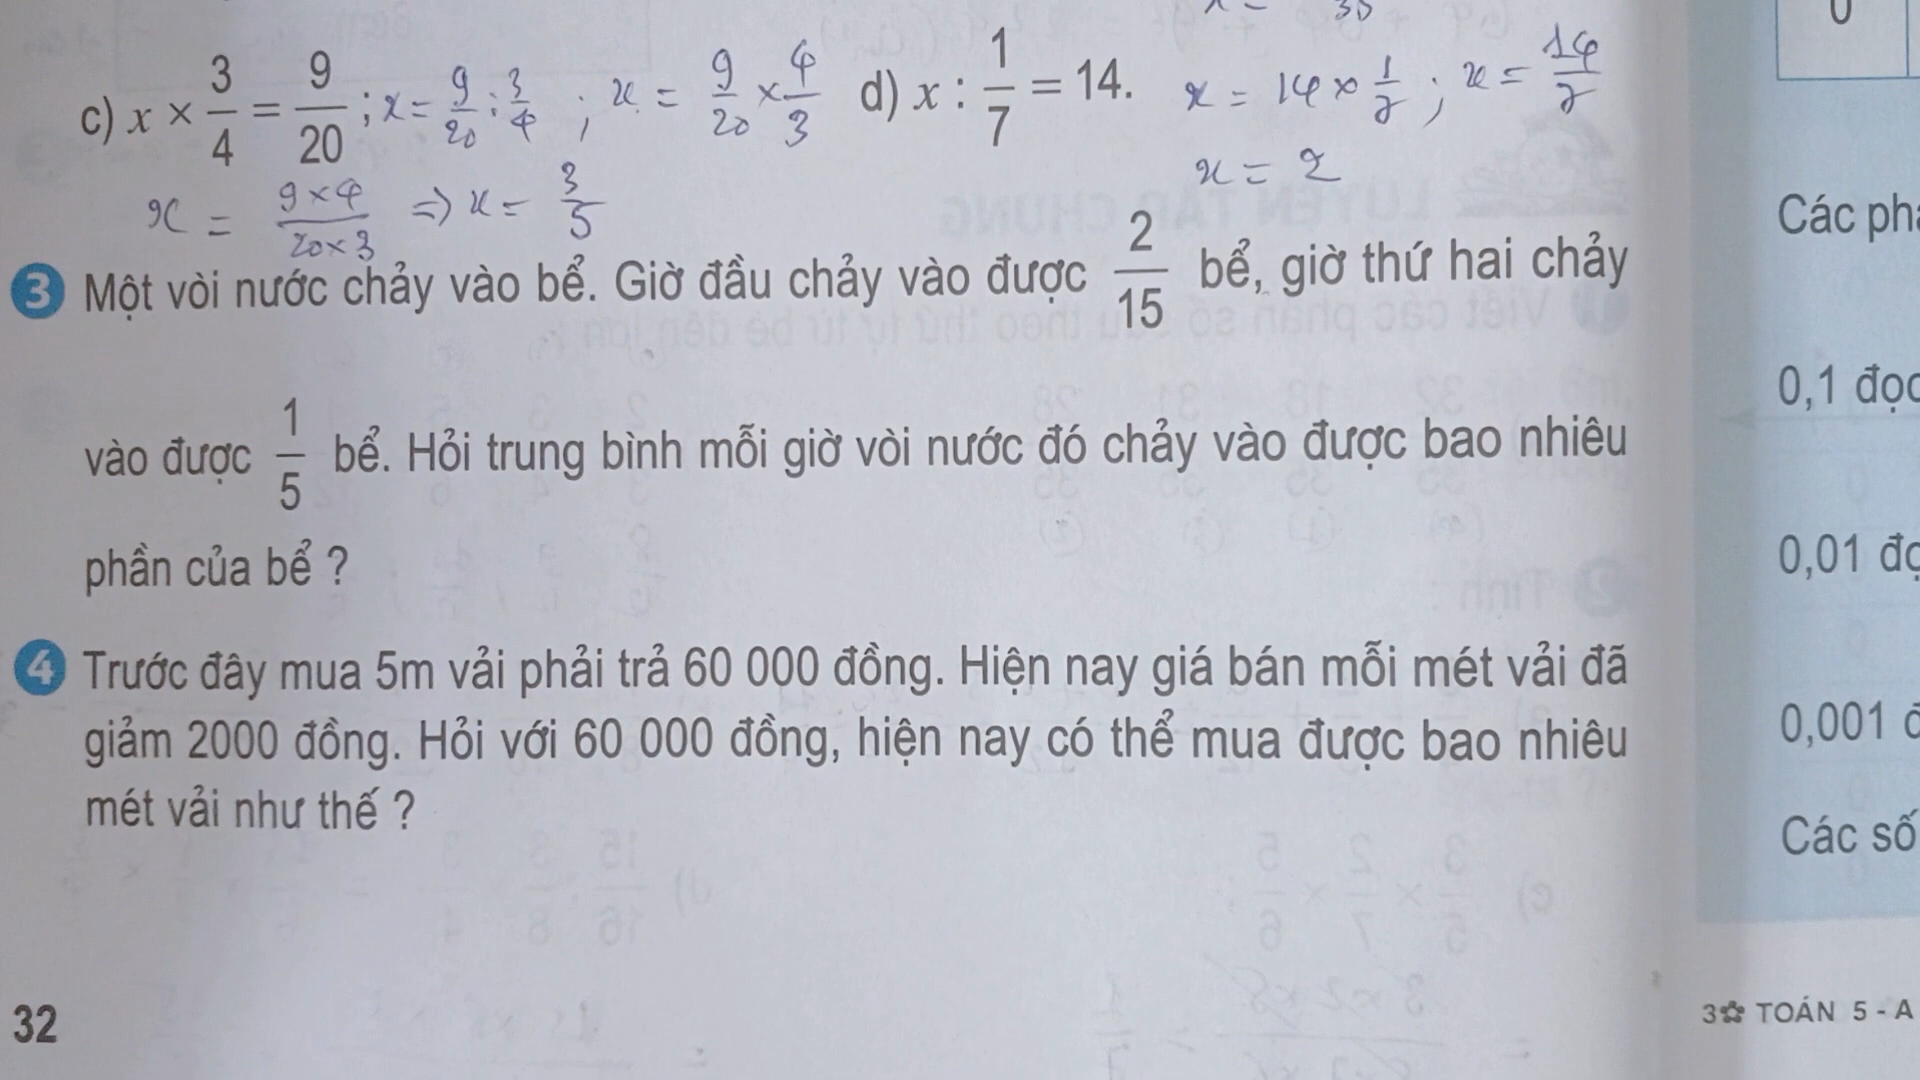 c) x × 3/4 = 9/20 ; x = 9/20 : 3/4 ; x = 9/20 × 4/3
d) x : 1/7 = 14. x = 14 × 1/7 ; x = 14/7
x = 9×4/20×3 => x = 3/5
x = 2
3 Một vòi nước chảy vào bể. Giờ đầu chảy vào được 2/15 bể, giờ thứ hai chảy
vào được 1/5 bể. Hỏi trung bình mỗi giờ vòi nước đó chảy vào được bao nhiêu
phần của bể ?
4 Trước đây mua 5m vải phải trả 60 000 đồng. Hiện nay giá bán mỗi mét vải đã
giảm 2000 đồng. Hỏi với 60 000 đồng, hiện nay có thể mua được bao nhiêu
mét vải như thế ?
32
0
Các
0,1 đọc
0,01
0,001
Các số
3 TOÁN 5 - A